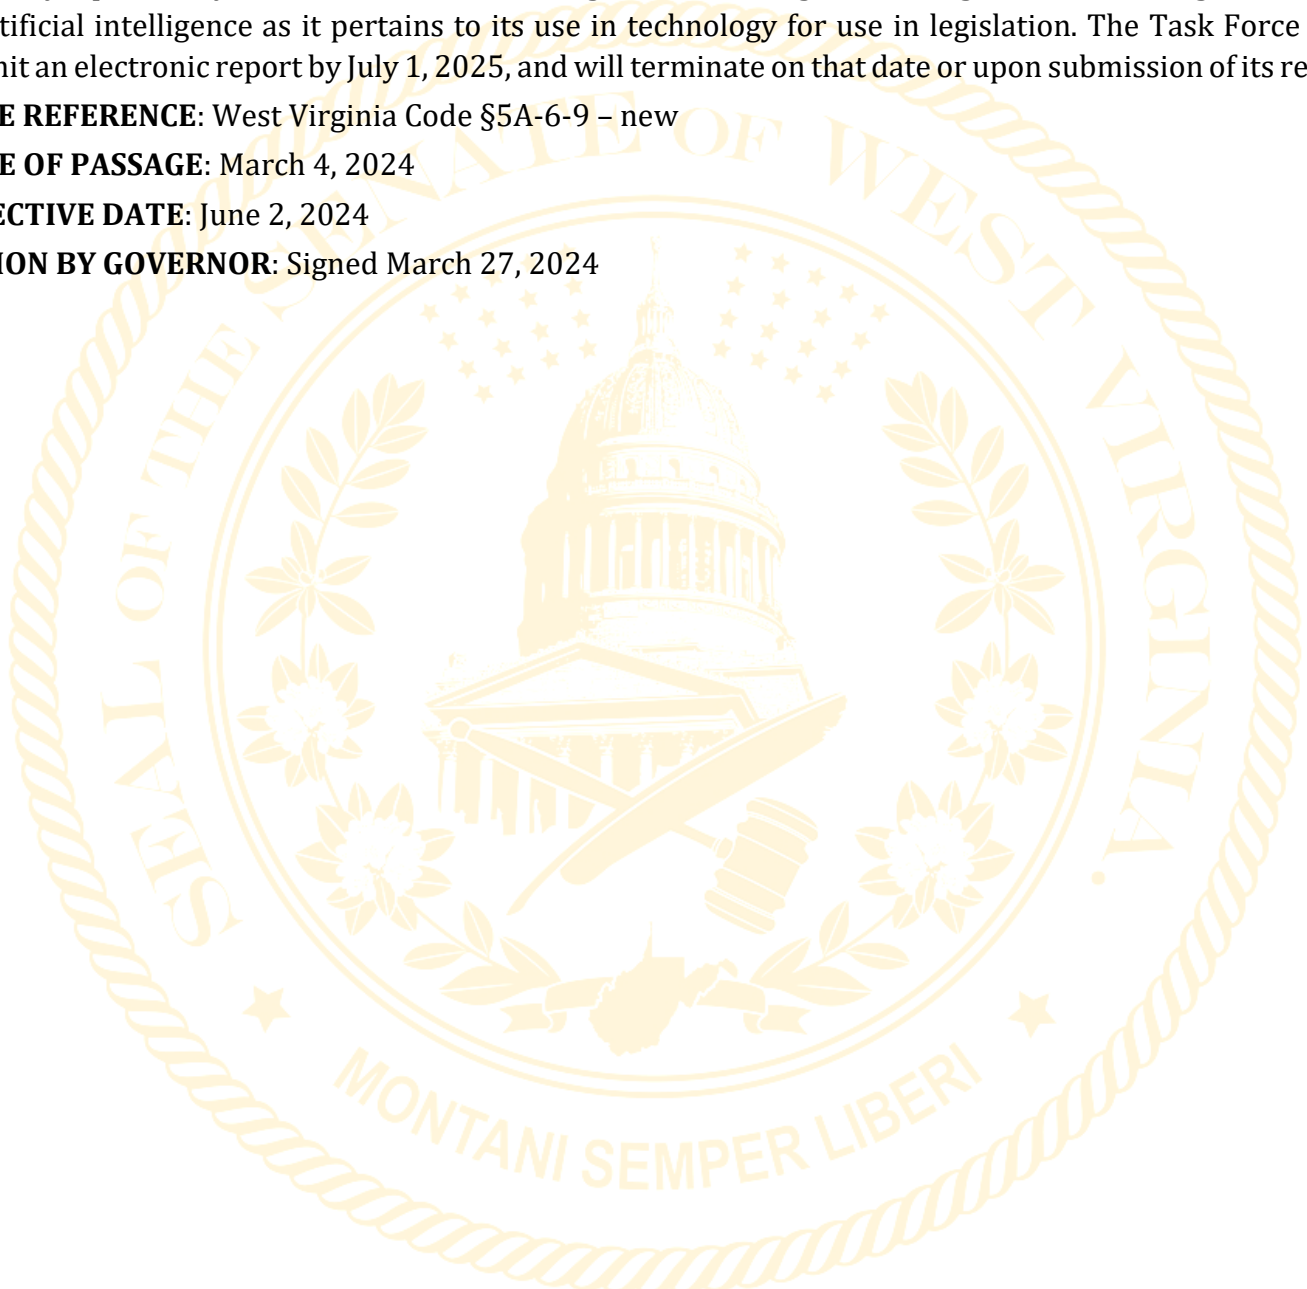 tificial intelligence as it pertains to its use in technology for use in legislation. The Task Force
it an electronic report by July 1, 2025, and will terminate on that date or upon submission of its re
E REFERENCE: West Virginia Code §5A-6-9 – new
E OF PASSAGE: March 4, 2024
ECTIVE DATE: June 2, 2024
ION BY GOVERNOR: Signed March 27, 2024
SEAL OF THE SENATE OF WEST VIRGINIA.
MONTANI SEMPER LIBERI